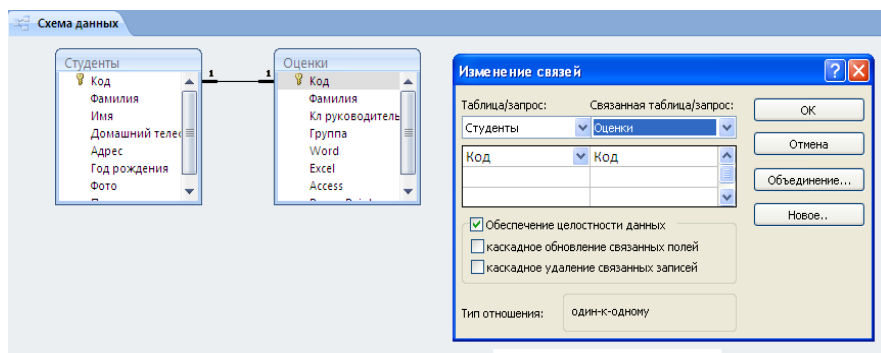 Схема данных
Студенты
Код
Фамилия
Имя
Домашний теле
Адрес
Год рождения
Фото
1
1
Оценки
Код
Фамилия
Кл руководитель
Группа
Word
Excel
Access
Изменение связей
Таблица/запрос: Связанная таблица/запрос:
Студенты Оценки
Код Код
Обеспечение целостности данных
каскадное обновление связанных полей
каскадное удаление связанных записей
Тип отношения: один-к-одному
ОК
Отмена
Объединение...
Новое..